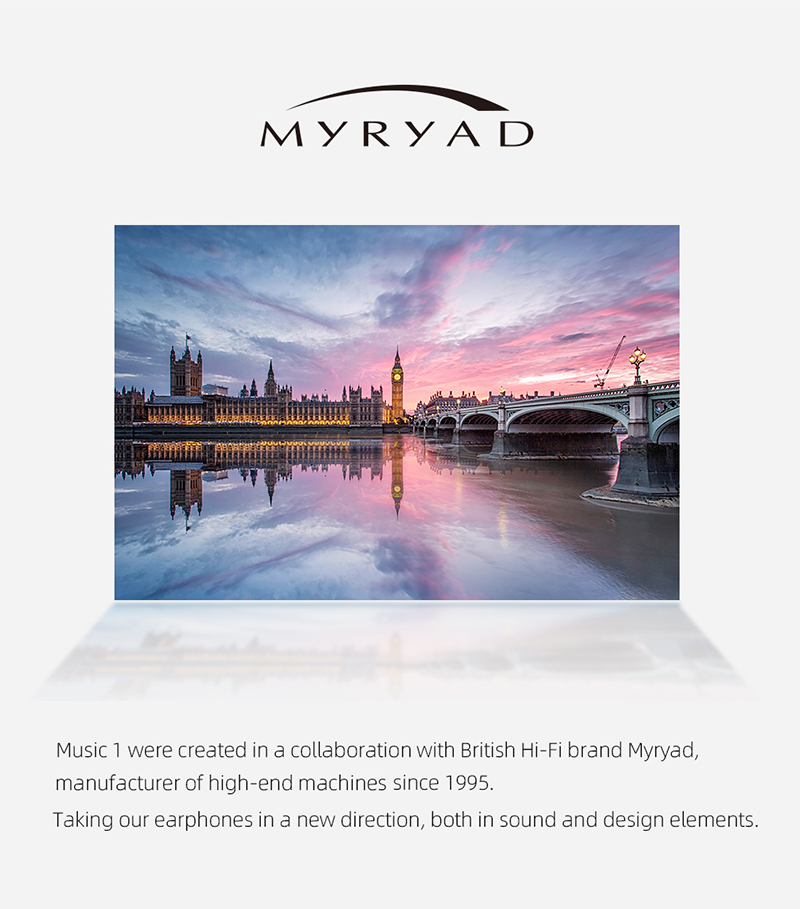 MYRYAD
Music 1 were created in a collaboration with British Hi-Fi brand Myryad,
manufacturer of high-end machines since 1995.
Taking our earphones in a new direction, both in sound and design elements.